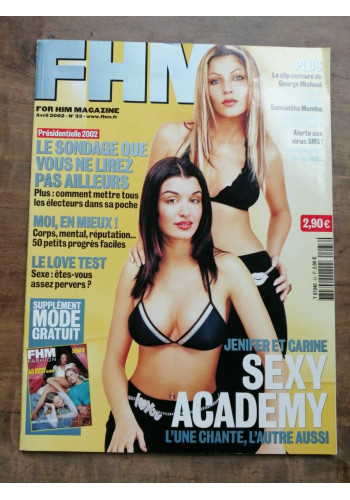 FHM
FOR HIM MAGAZINE
Avril 2002 - N° 33 - www.fhm.fr
PLUS
Le clip censuré de
George Michael
Samantha Mumba
Alerte aux
virus SMS !
Présidentielle 2002
LE SONDAGE QUE
VOUS NE LIREZ
PAS AILLEURS
Plus : comment mettre tous
les électeurs dans sa poche
MOI, EN MIEUX !
Corps, mental, réputation...
50 petits progrès faciles
LE LOVE TEST
Sexe : êtes-vous
assez pervers ?
2,90 €
SUPPLÉMENT
MODE
GRATUIT
FHM
FASHION
JENIFER ET CARINE
SEXY
ACADEMY
L'UNE CHANTE, L'AUTRE AUSSI